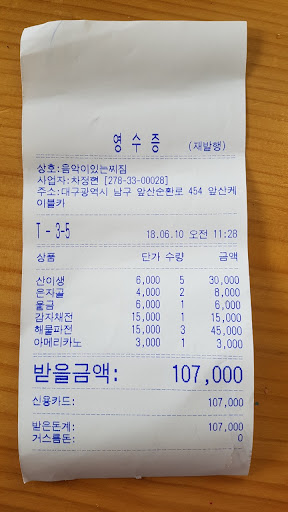 영 수 증 (재발행)
상호:음악이있는찌짐
사업자:차정현 [278-33-00028]
주소:대구광역시 남구 앞산순환로 454 앞산케
이블카
T - 3-5 18.06.10 오전 11:28
상품 단가 수량 금액
산이생 6,000 5 30,000
은자골 4,000 2 8,000
울금 6,000 1 6,000
감자채전 15,000 1 15,000
해물파전 15,000 3 45,000
아메리카노 3,000 1 3,000
받을금액: 107,000
신용카드: 107,000
받은돈계: 107,000
거스름돈: 0